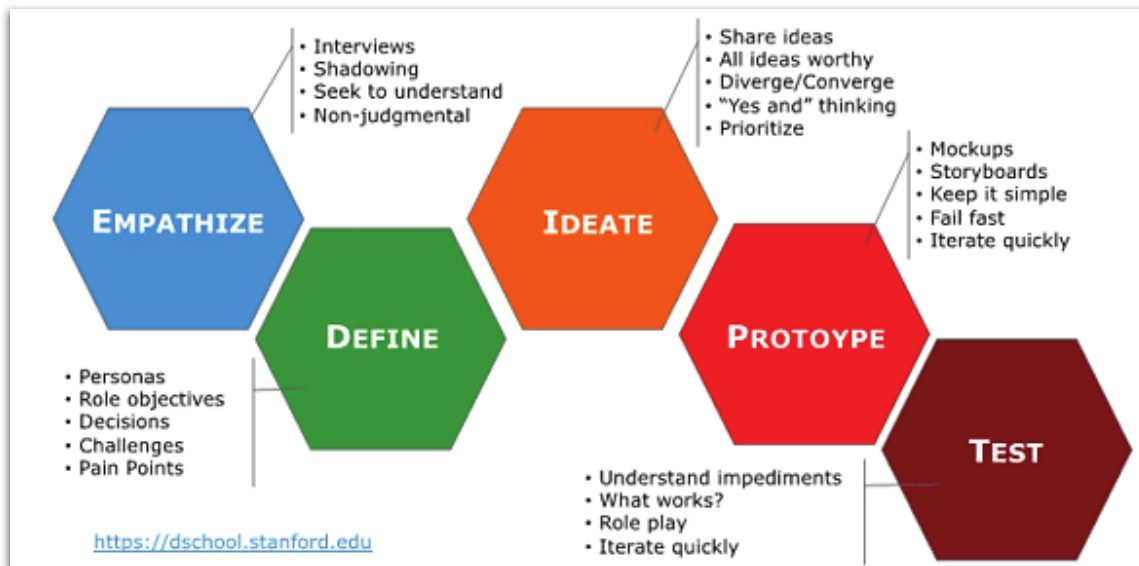 EMPATHIZE
• Interviews
• Shadowing
• Seek to understand
• Non-judgmental
DEFINE
• Personas
• Role objectives
• Decisions
• Challenges
• Pain Points
IDEATE
• Share ideas
• All ideas worthy
• Diverge/Converge
• “Yes and” thinking
• Prioritize
PROTOYPE
• Mockups
• Storyboards
• Keep it simple
• Fail fast
• Iterate quickly
TEST
• Understand impediments
• What works?
• Role play
• Iterate quickly
https://dschool.stanford.edu